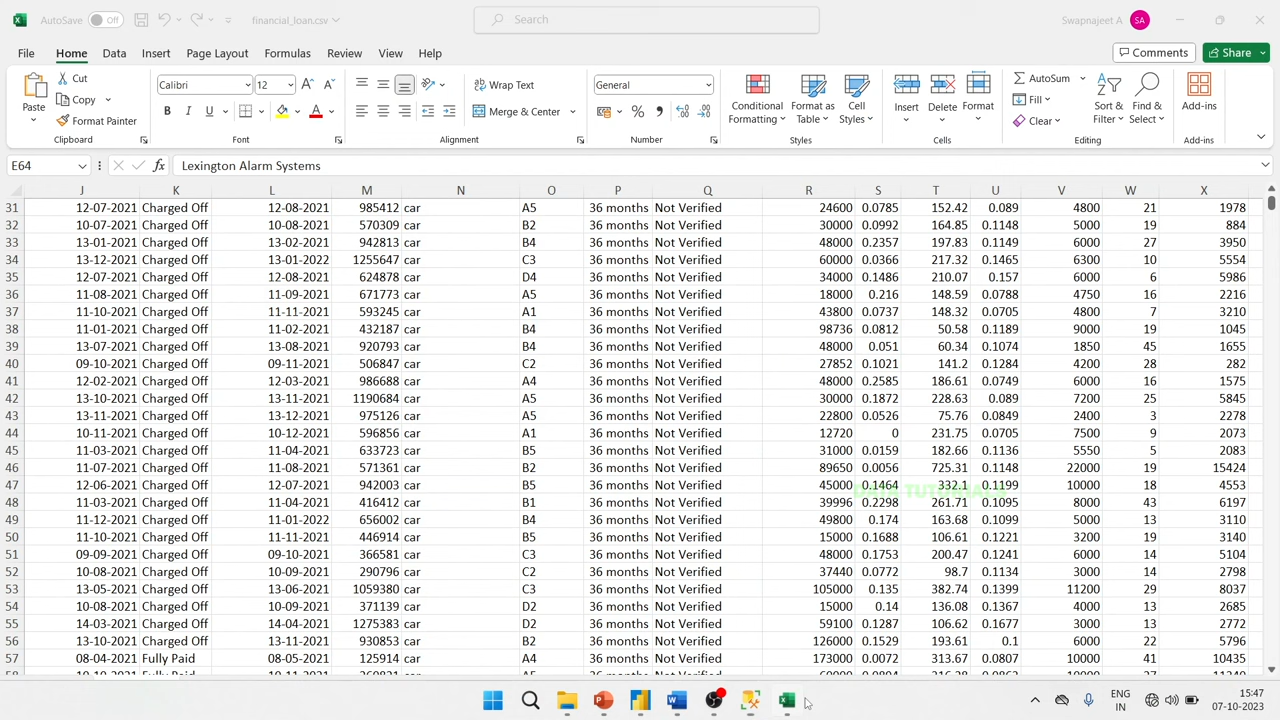 AutoSave Off financial_loan.csv Search Swapnajeet A SA
File Home Data Insert Page Layout Formulas Review View Help Comments Share
Paste Cut Copy Format Painter Clipboard
Calibri 12 B I U A Font
Wrap Text Merge & Center Alignment
General % , Number
Conditional Formatting Format as Table Cell Styles Styles
Insert Delete Format Cells
AutoSum Fill Clear Sort & Filter Find & Select Editing
Add-ins Add-ins
E64 fx Lexington Alarm Systems
J K L M N O P Q R S T U V W X
31 12-07-2021 Charged Off 12-08-2021 985412 car A5 36 months Not Verified 24600 0.0785 152.42 0.089 4800 21 1978
32 10-07-2021 Charged Off 10-08-2021 570309 car B2 36 months Not Verified 30000 0.0992 164.85 0.1148 5000 19 884
33 13-01-2021 Charged Off 13-02-2021 942813 car B4 36 months Not Verified 48000 0.2357 197.83 0.1149 6000 27 3950
34 13-12-2021 Charged Off 13-01-2022 1255647 car C3 36 months Not Verified 60000 0.0366 217.32 0.1465 6300 10 5554
35 12-07-2021 Charged Off 12-08-2021 624878 car D4 36 months Not Verified 34000 0.1486 210.07 0.157 6000 6 5986
36 11-08-2021 Charged Off 11-09-2021 671773 car A5 36 months Not Verified 18000 0.216 148.59 0.0788 4750 16 2216
37 11-10-2021 Charged Off 11-11-2021 593245 car A1 36 months Not Verified 43800 0.0737 148.32 0.0705 4800 7 3210
38 11-01-2021 Charged Off 11-02-2021 432187 car B4 36 months Not Verified 98736 0.0812 50.58 0.1189 9000 19 1045
39 13-07-2021 Charged Off 13-08-2021 920793 car B4 36 months Not Verified 48000 0.051 60.34 0.1074 1850 45 1655
40 09-10-2021 Charged Off 09-11-2021 506847 car C2 36 months Not Verified 27852 0.1021 141.2 0.1284 4200 28 282
41 12-02-2021 Charged Off 12-03-2021 986688 car A4 36 months Not Verified 48000 0.2585 186.61 0.0749 6000 16 1575
42 13-10-2021 Charged Off 13-11-2021 1190684 car A5 36 months Not Verified 30000 0.1872 228.63 0.089 7200 25 5845
43 13-11-2021 Charged Off 13-12-2021 975126 car A5 36 months Not Verified 22800 0.0526 75.76 0.0849 2400 3 2278
44 10-11-2021 Charged Off 10-12-2021 596856 car A1 36 months Not Verified 12720 0 231.75 0.0705 7500 9 2073
45 11-03-2021 Charged Off 11-04-2021 633723 car B5 36 months Not Verified 31000 0.0159 182.66 0.1136 5550 5 2083
46 11-07-2021 Charged Off 11-08-2021 571361 car B2 36 months Not Verified 89650 0.0056 725.31 0.1148 22000 19 15424
47 12-06-2021 Charged Off 12-07-2021 942003 car B5 36 months Not Verified 45000 0.1464 332.1 0.1199 10000 18 4553
DATA TUTORIALS
48 11-03-2021 Charged Off 11-04-2021 416412 car B1 36 months Not Verified 39996 0.2298 261.71 0.1095 8000 43 6197
49 11-12-2021 Charged Off 11-01-2022 656002 car B4 36 months Not Verified 49800 0.174 163.68 0.1099 5000 13 3110
50 11-10-2021 Charged Off 11-11-2021 446914 car B5 36 months Not Verified 15000 0.1688 106.61 0.1221 3200 19 3140
51 09-09-2021 Charged Off 09-10-2021 366581 car C3 36 months Not Verified 48000 0.1753 200.47 0.1241 6000 14 5104
52 10-08-2021 Charged Off 10-09-2021 290796 car C2 36 months Not Verified 37440 0.0772 98.7 0.1134 3000 14 2798
53 13-05-2021 Charged Off 13-06-2021 1059380 car C3 36 months Not Verified 105000 0.135 382.74 0.1399 11200 29 8037
54 10-08-2021 Charged Off 10-09-2021 371139 car D2 36 months Not Verified 15000 0.14 136.08 0.1367 4000 13 2685
55 14-03-2021 Charged Off 14-04-2021 1275383 car D2 36 months Not Verified 59100 0.1287 106.62 0.1677 3000 13 2772
56 13-10-2021 Charged Off 13-11-2021 930853 car B2 36 months Not Verified 126000 0.1529 193.61 0.1 6000 22 5796
57 08-04-2021 Fully Paid 08-05-2021 125914 car A4 36 months Not Verified 173000 0.0072 313.67 0.0807 10000 41 10435
ENG IN 15:47 07-10-2023